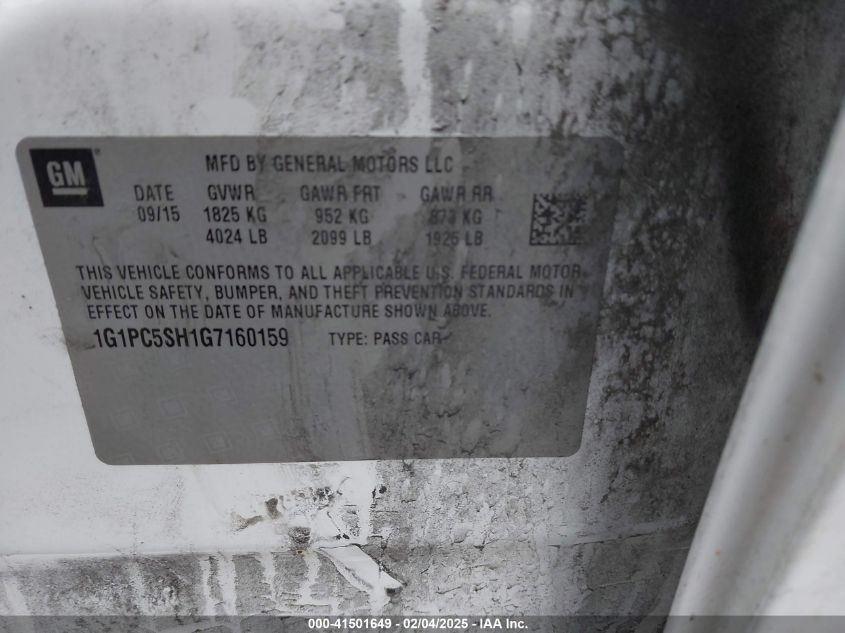 GM
MFD BY GENERAL MOTORS LLC
DATE GVWR GAWR FRT GAWR RR
09/15 1825 KG 952 KG 873 KG
4024 LB 2099 LB 1925 LB
THIS VEHICLE CONFORMS TO ALL APPLICABLE U.S. FEDERAL MOTOR
VEHICLE SAFETY, BUMPER, AND THEFT PREVENTION STANDARDS IN
EFFECT ON THE DATE OF MANUFACTURE SHOWN ABOVE.
1G1PC5SH1G7160159 TYPE: PASS CAR
000-41501649 - 02/04/2025 - IAA Inc.